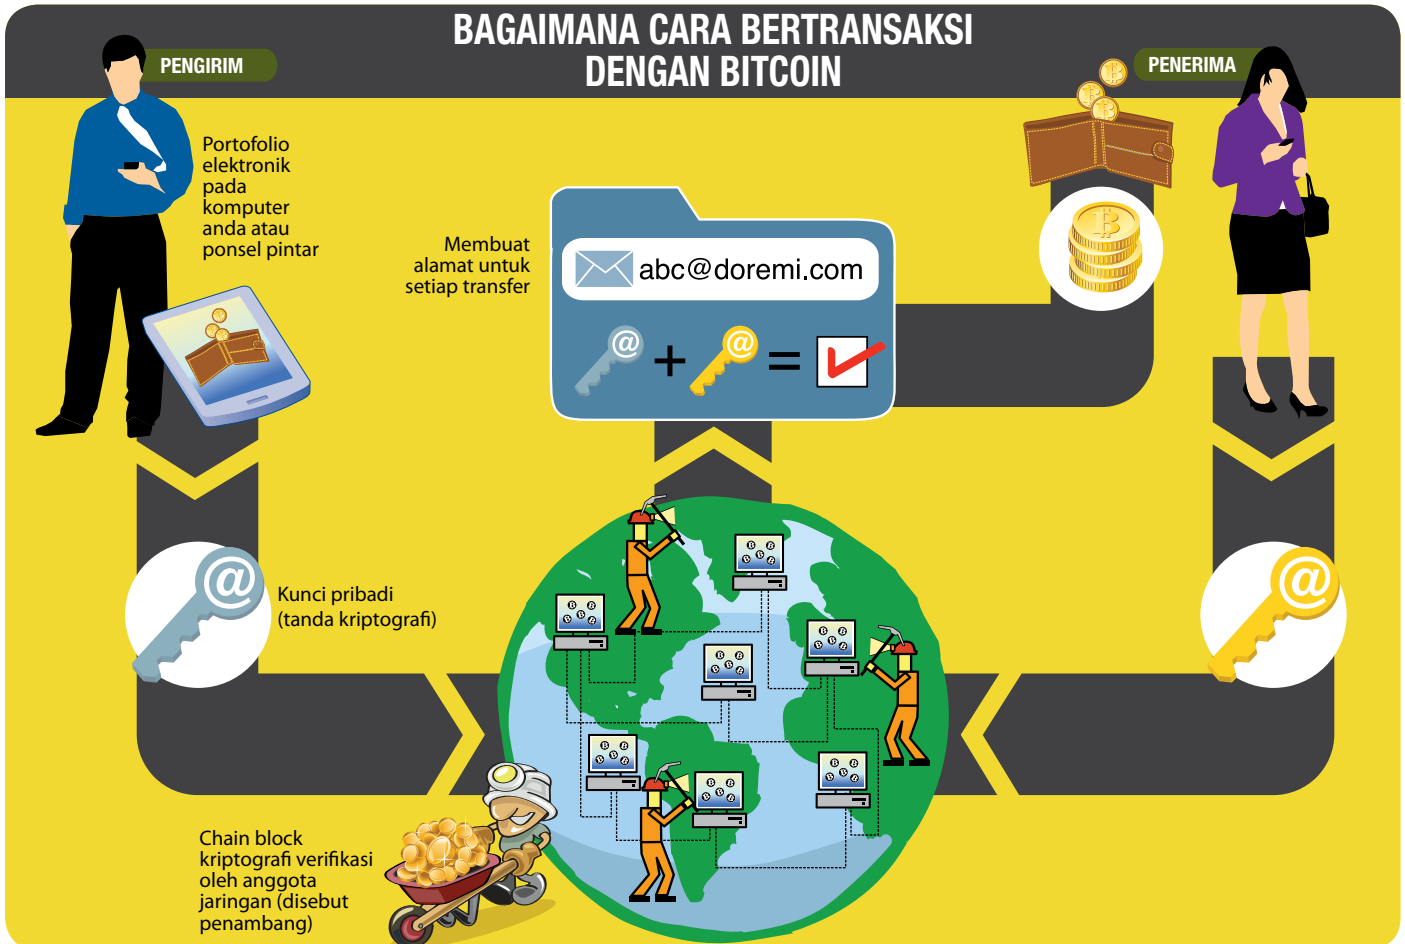 BAGAIMANA CARA BERTRANSAKSI
DENGAN BITCOIN
PENGIRIM
PENERIMA
Portofolio
elektronik
pada
komputer
anda atau
ponsel pintar
Membuat
alamat untuk
setiap transfer
abc@doremi.com
@ + @ =
@
Kunci pribadi
(tanda kriptografi)
@
Chain block
kriptografi verifikasi
oleh anggota
jaringan (disebut
penambang)